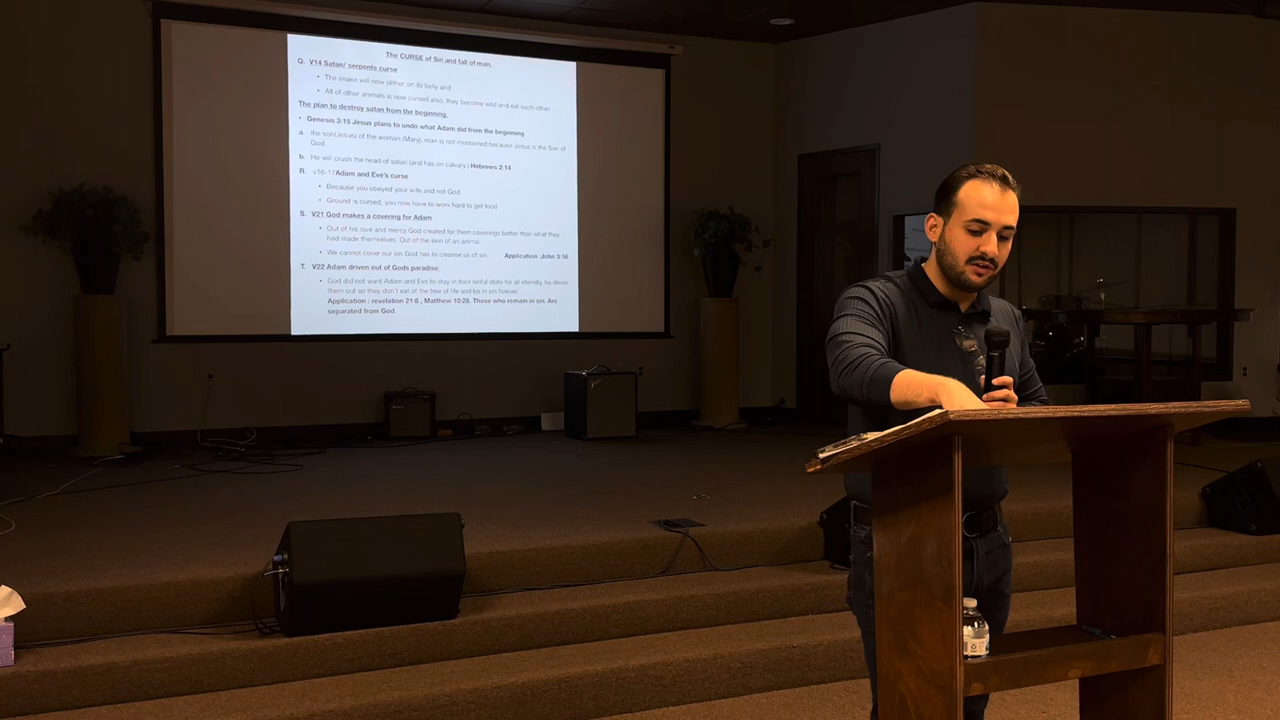 The CURSE of Sin and fall of man.
Q. V14 Satan/ serpents curse
• The snake will now slither on its belly and
• All of other animals is now cursed also, they become wild and eat each other
The plan to destroy satan from the beginning.
• Genesis 3:15 Jesus plans to undo what Adam did from the beginning
a. the son(Jesus) of the woman (Mary), man is not mentioned because Jesus is the Son of
God.
b. He will crush the head of satan (and has on calvary.) Hebrews 2:14
R. v16-17Adam and Eve's curse
• Because you obeyed your wife and not God
• Ground is cursed, you now have to work hard to get food
S. V21 God makes a covering for Adam
• Out of his love and mercy God created for them coverings better than what they
had made themselves. Out of the skin of an animal.
• We cannot cover our sin God has to cleanse us of sin. Application John 3:16
T. V22 Adam driven out of Gods paradise.
• God did not want Adam and Eve to stay in their sinful state for all eternity, he drove
them out so they don't eat of the tree of life and be in sin forever.
Application : revelation 21:8 , Matthew 10:28. Those who remain in sin. Are
separated from God.